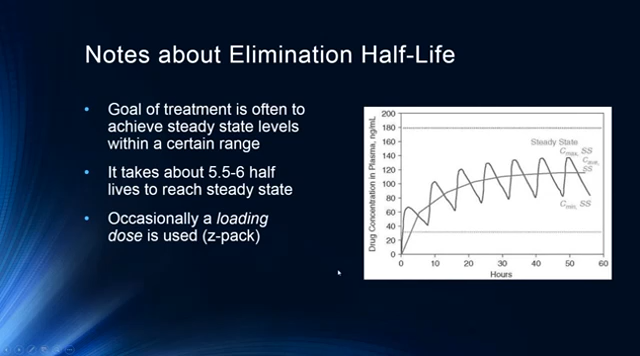 Notes about Elimination Half-Life
• Goal of treatment is often to
achieve steady state levels
within a certain range
• It takes about 5.5-6 half
lives to reach steady state
• Occasionally a loading
dose is used (z-pack)
Drug Concentration in Plasma, ng/mL
200
180
160
140
120
100
80
60
40
20
0
Steady State
Cmax, SS
SS
Cmin, SS
0
10
20
30
40
50
60
Hours